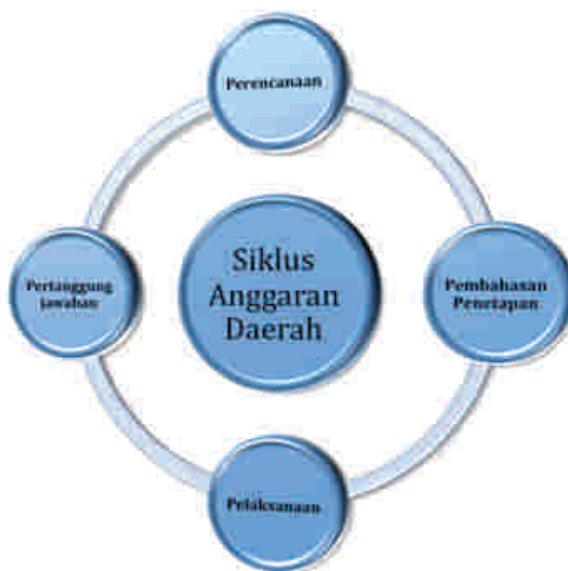 Perencanaan
Siklus
Anggaran
Daerah
Pembahasan
Penetapan
Pelaksanaan
Pertanggung
jawaban